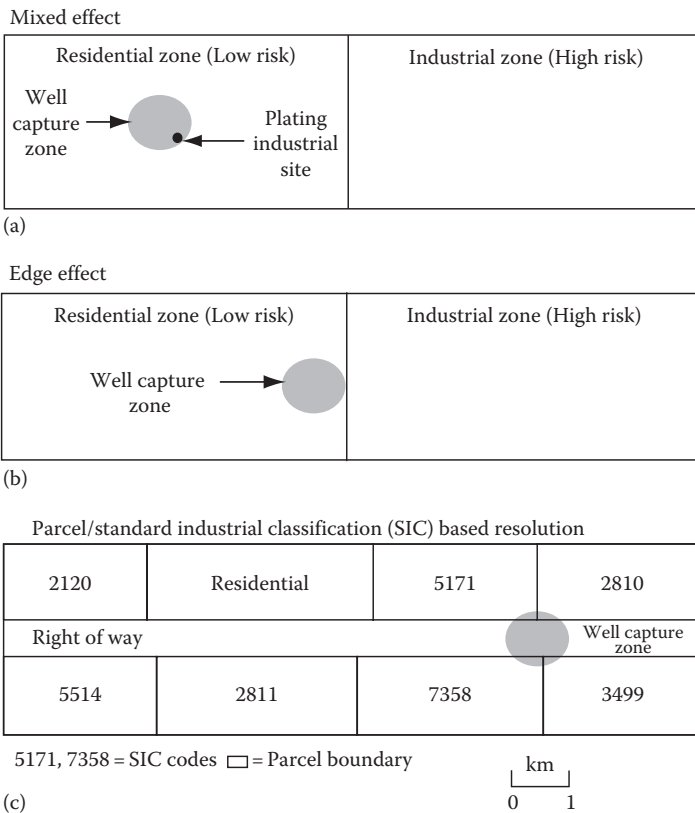 Mixed effect
Residential zone (Low risk)
Industrial zone (High risk)
Well
capture
zone
Plating
industrial
site
(a)
Edge effect
Residential zone (Low risk)
Industrial zone (High risk)
Well capture
zone
(b)
Parcel/standard industrial classification (SIC) based resolution
2120
Residential
5171
2810
Right of way
Well capture
zone
5514
2811
7358
3499
5171, 7358 = SIC codes
= Parcel boundary
km
0 1
(c)